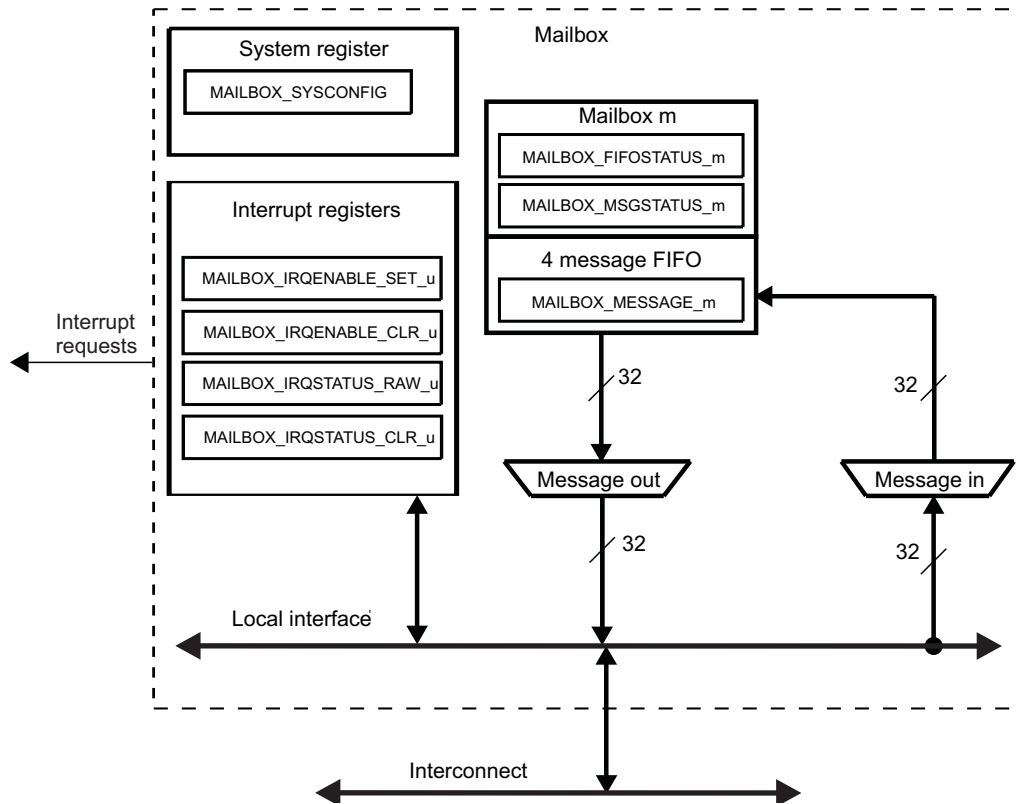 Mailbox
System register
MAILBOX_SYSCONFIG
Mailbox m
MAILBOX_FIFOSTATUS_m
MAILBOX_MSGSTATUS_m
4 message FIFO
MAILBOX_MESSAGE_m
Interrupt registers
MAILBOX_IRQENABLE_SET_u
MAILBOX_IRQENABLE_CLR_u
MAILBOX_IRQSTATUS_RAW_u
MAILBOX_IRQSTATUS_CLR_u
Interrupt
requests
32
32
Message out
Message in
32
32
Local interface
Interconnect